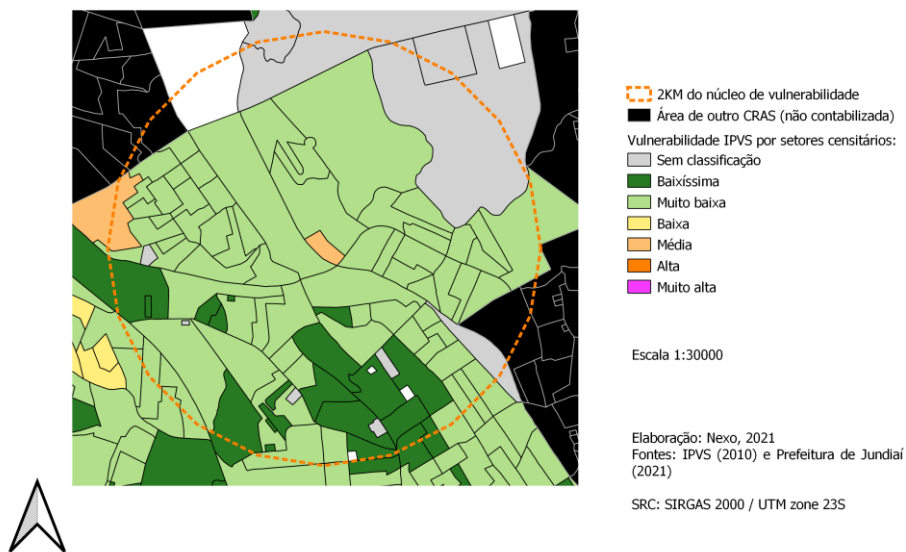 2KM do núcleo de vulnerabilidade
Área de outro CRAS (não contabilizada)
Vulnerabilidade IPVS por setores censitários:
Sem classificação
Baixíssima
Muito baixa
Baixa
Média
Alta
Muito alta
Escala 1:30000
Elaboração: Nexo, 2021
Fontes: IPVS (2010) e Prefeitura de Jundiaí
(2021)
SRC: SIRGAS 2000 / UTM zone 23S